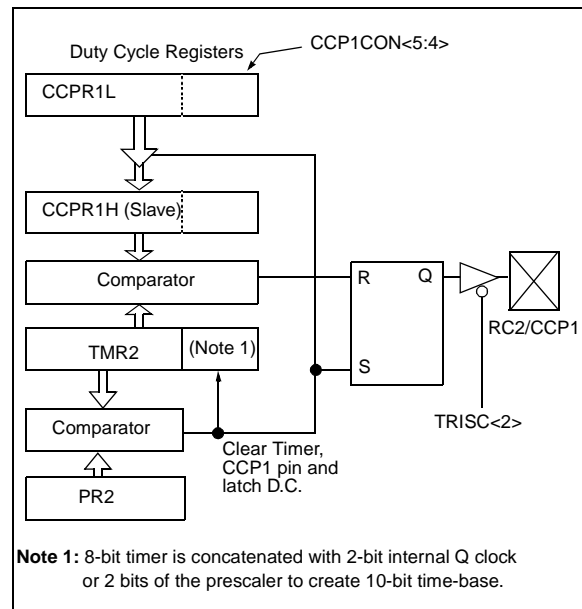 CCP1CON<5:4>
Duty Cycle Registers
CCPR1L
CCPR1H (Slave)
Comparator
R
Q
RC2/CCP1
TMR2
(Note 1)
S
TRISC<2>
Comparator
Clear Timer,
CCP1 pin and
latch D.C.
PR2
Note 1: 8-bit timer is concatenated with 2-bit internal Q clock
or 2 bits of the prescaler to create 10-bit time-base.